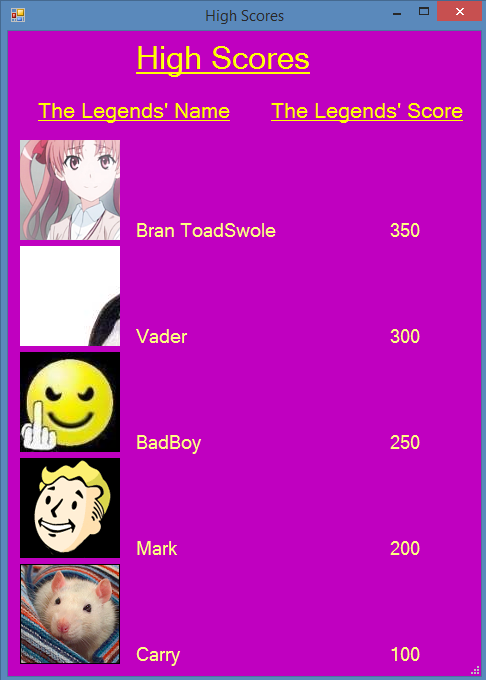 High Scores
High Scores
The Legends' Name The Legends' Score
Bran ToadSwole 350
Vader 300
BadBoy 250
Mark 200
Carry 100